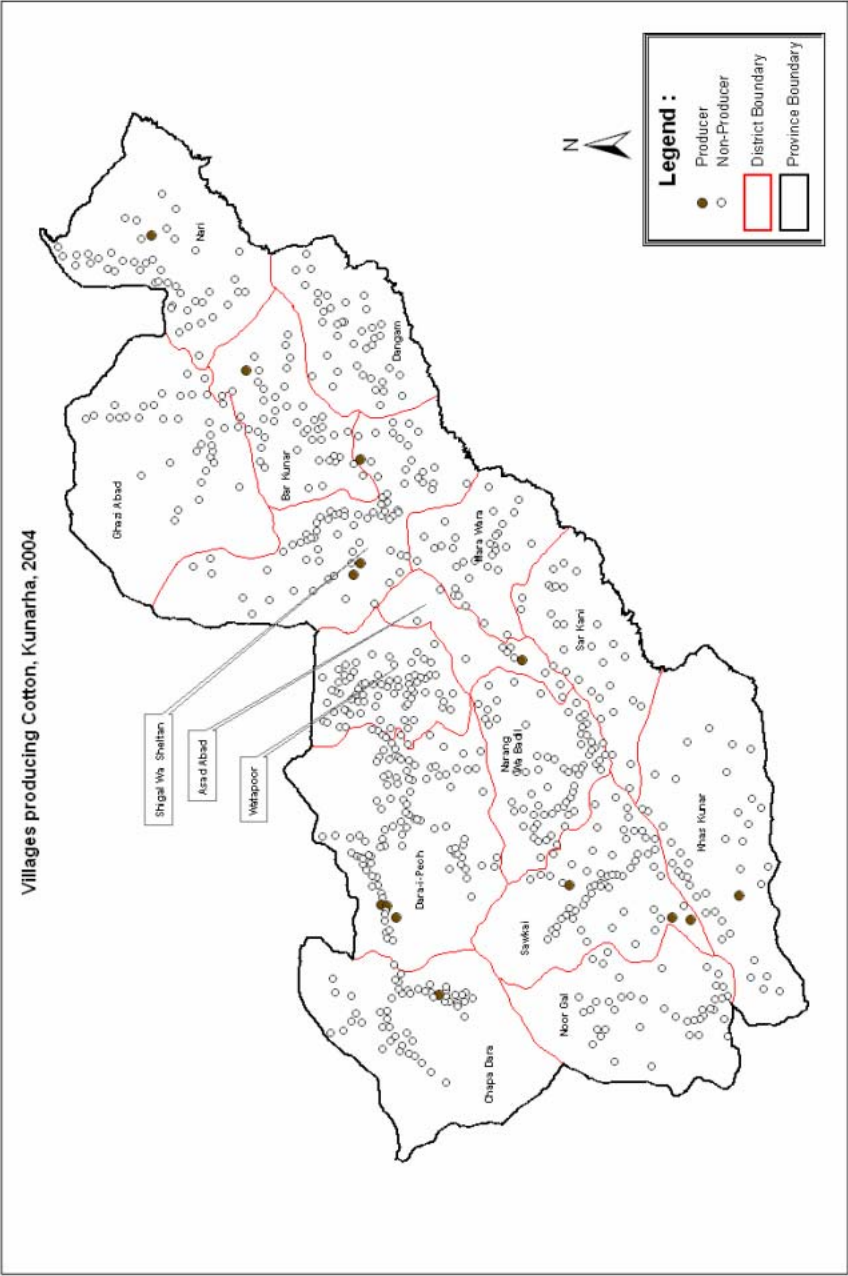 Villages producing Cotton, Kunarha, 2004
Nari
Ghazi Abad
Bar Kunar
Dangam
Shigal Wa Sheltan
Asad Abad
Watapoor
Mara Wara
Sar Kani
Narang
Wa Badil
Dara-i-Pech
Khas Kunar
Sawkai
Noor Gal
Chapa Dara
N
Legend :
Producer
Non-Producer
District Boundary
Province Boundary